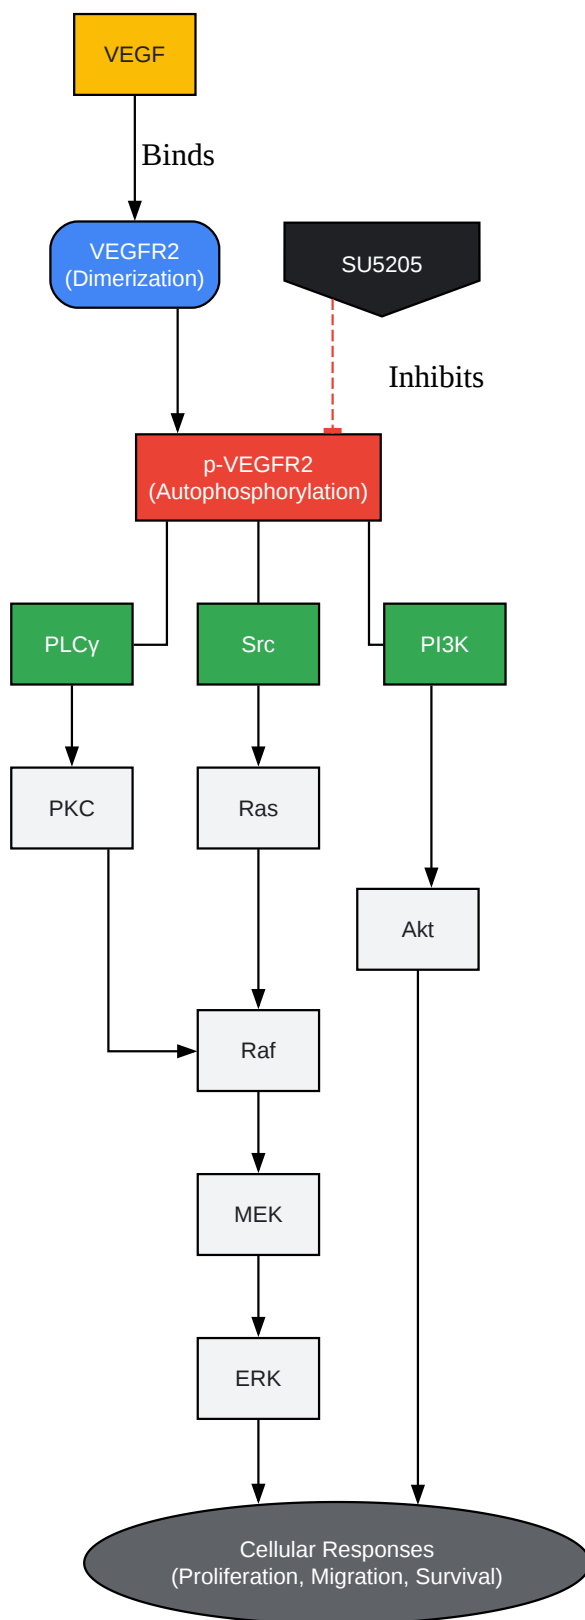 VEGF
Binds
VEGFR2
(Dimerization)
SU5205
Inhibits
p-VEGFR2
(Autophosphorylation)
PLCγ
Src
PI3K
PKC
Ras
Akt
Raf
MEK
ERK
Cellular Responses
(Proliferation, Migration, Survival)